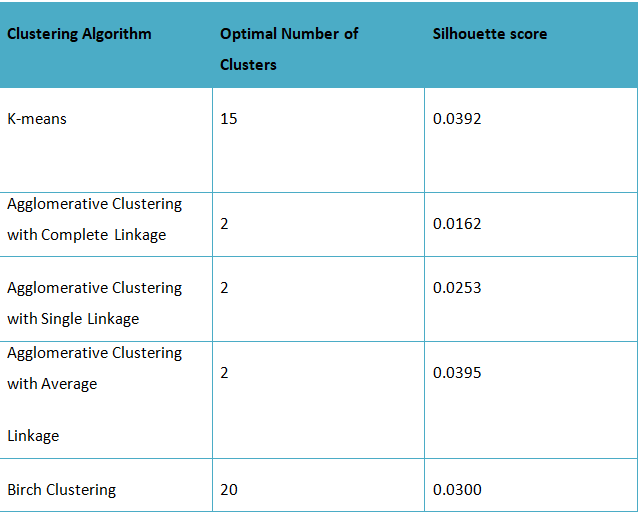 Clustering Algorithm
Optimal Number of
Clusters
Silhouette score
K-means
15
0.0392
Agglomerative Clustering
with Complete Linkage
2
0.0162
Agglomerative Clustering
with Single Linkage
2
0.0253
Agglomerative Clustering
with Average
Linkage
2
0.0395
Birch Clustering
20
0.0300